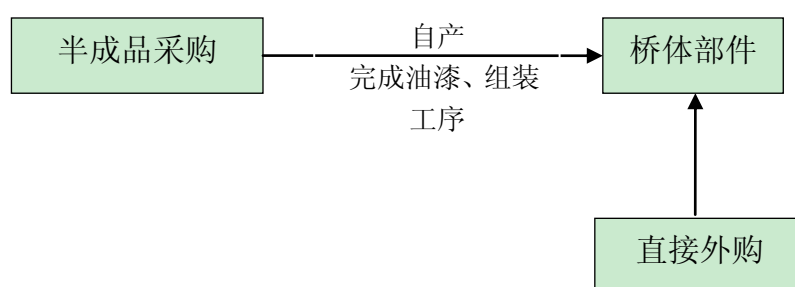 半成品采购
自产
完成油漆、组装
工序
桥体部件
直接外购